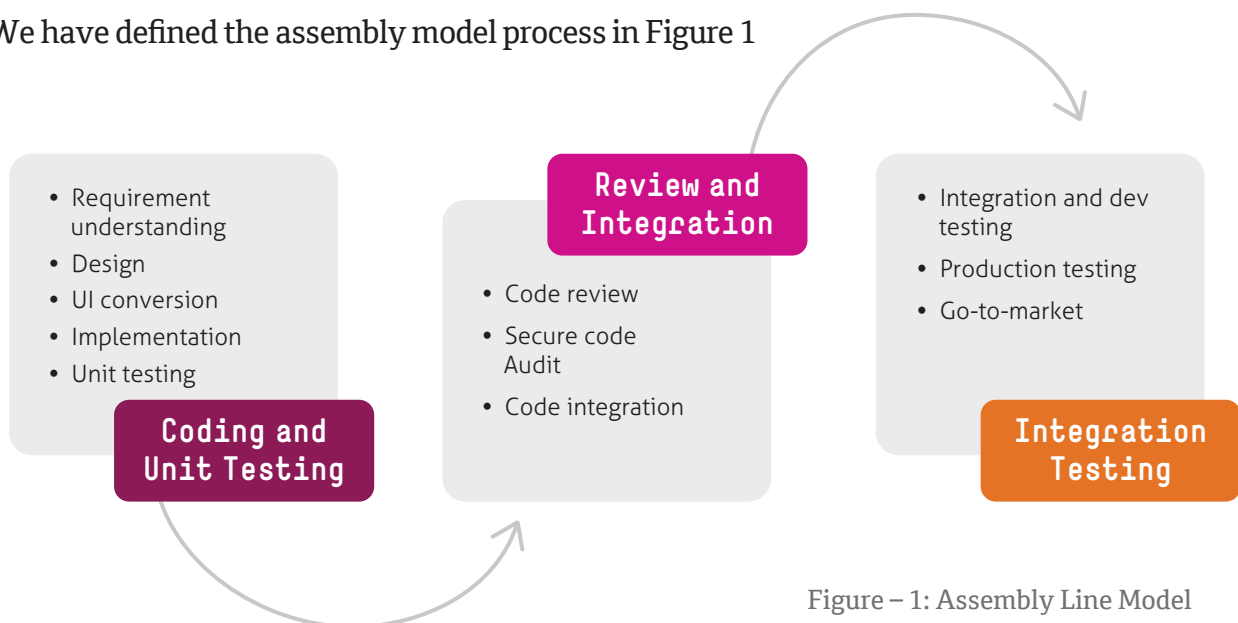 We have defined the assembly model process in Figure 1
• Requirement
understanding
• Design
• UI conversion
• Implementation
• Unit testing
Coding and
Unit Testing
Review and
Integration
• Code review
• Secure code
Audit
• Code integration
• Integration and dev
testing
• Production testing
• Go-to-market
Integration
Testing
Figure – 1: Assembly Line Model